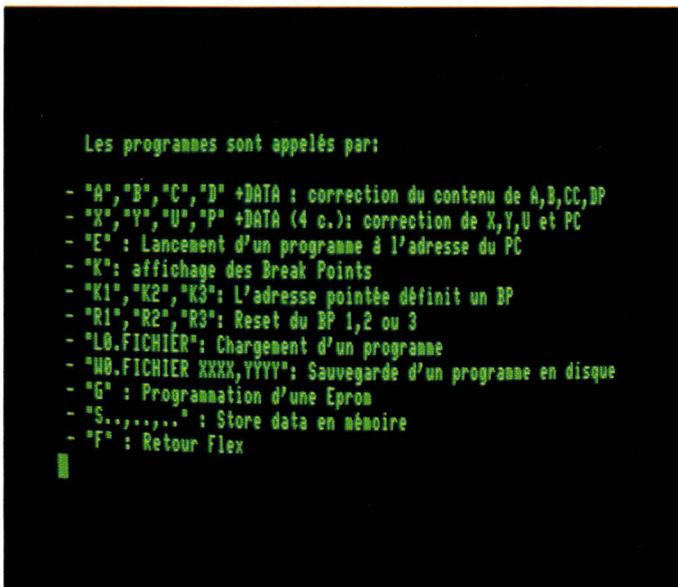 Les programmes sont appelés par:
- "A","B","C","D" +DATA : correction du contenu de A,B,CC,DP
- "X","Y","U","P" +DATA (4 c.): correction de X,Y,U et PC
- "E" : Lancement d'un programme à l'adresse du PC
- "K": affichage des Break Points
- "K1","K2","K3": L'adresse pointée définit un BP
- "R1","R2","R3": Reset du BP 1,2 ou 3
- "L0.FICHIER": Chargement d'un programme
- "W0.FICHIER XXXX,YYYY": Sauvegarde d'un programme en disque
- "G" : Programmation d'une Eprom
- "S..,..,.." : Store data en mémoire
- "F" : Retour Flex